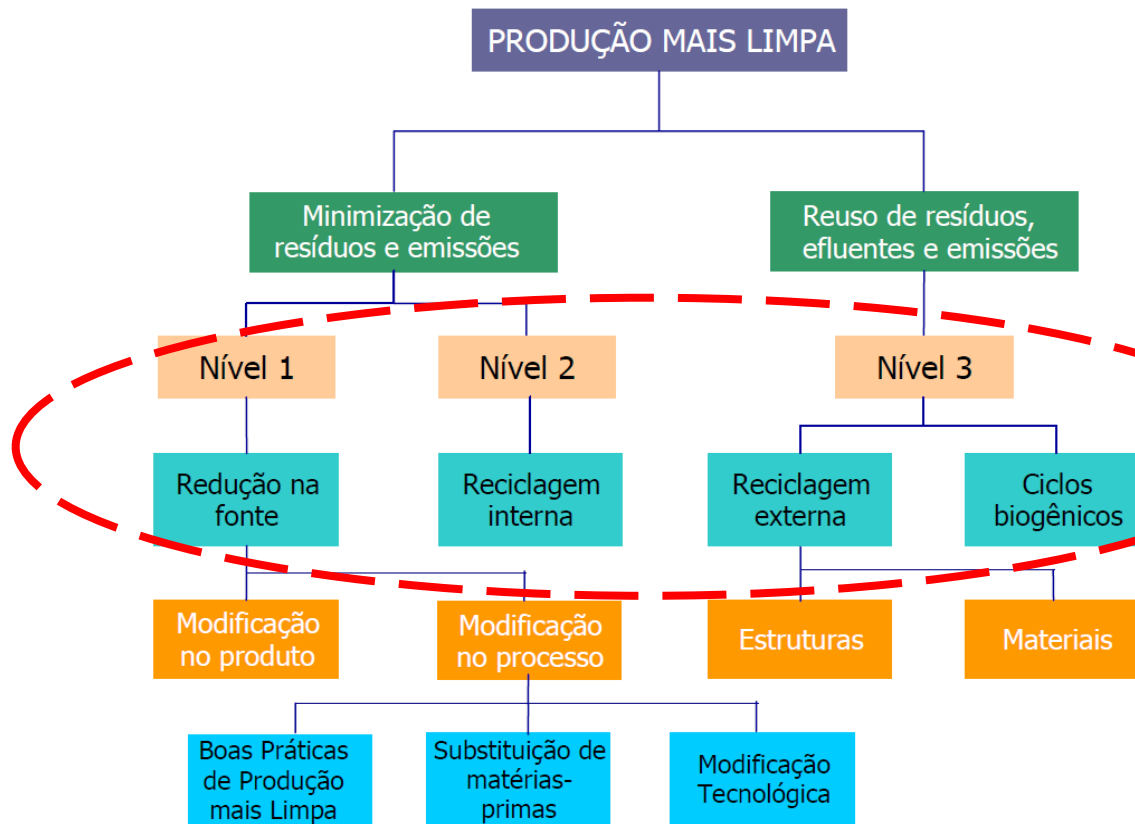 PRODUÇÃO MAIS LIMPA
Minimização de
resíduos e emissões
Reuso de resíduos,
efluentes e emissões
Nível 1
Nível 2
Nível 3
Redução na
fonte
Reciclagem
interna
Reciclagem
externa
Ciclos
biogênicos
Modificação
no produto
Modificação
no processo
Estruturas
Materiais
Boas Práticas
de Produção
mais Limpa
Substituição de
matérias-
primas
Modificação
Tecnológica